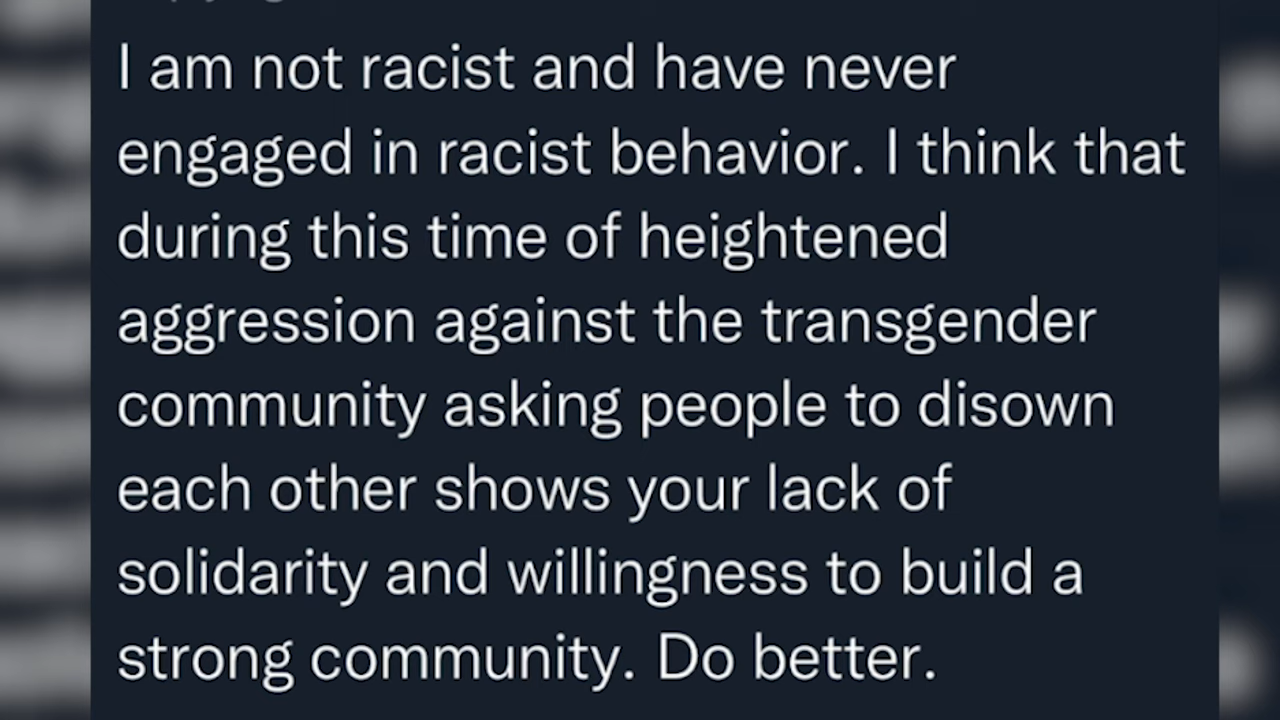 I am not racist and have never
engaged in racist behavior. I think that
during this time of heightened
aggression against the transgender
community asking people to disown
each other shows your lack of
solidarity and willingness to build a
strong community. Do better.